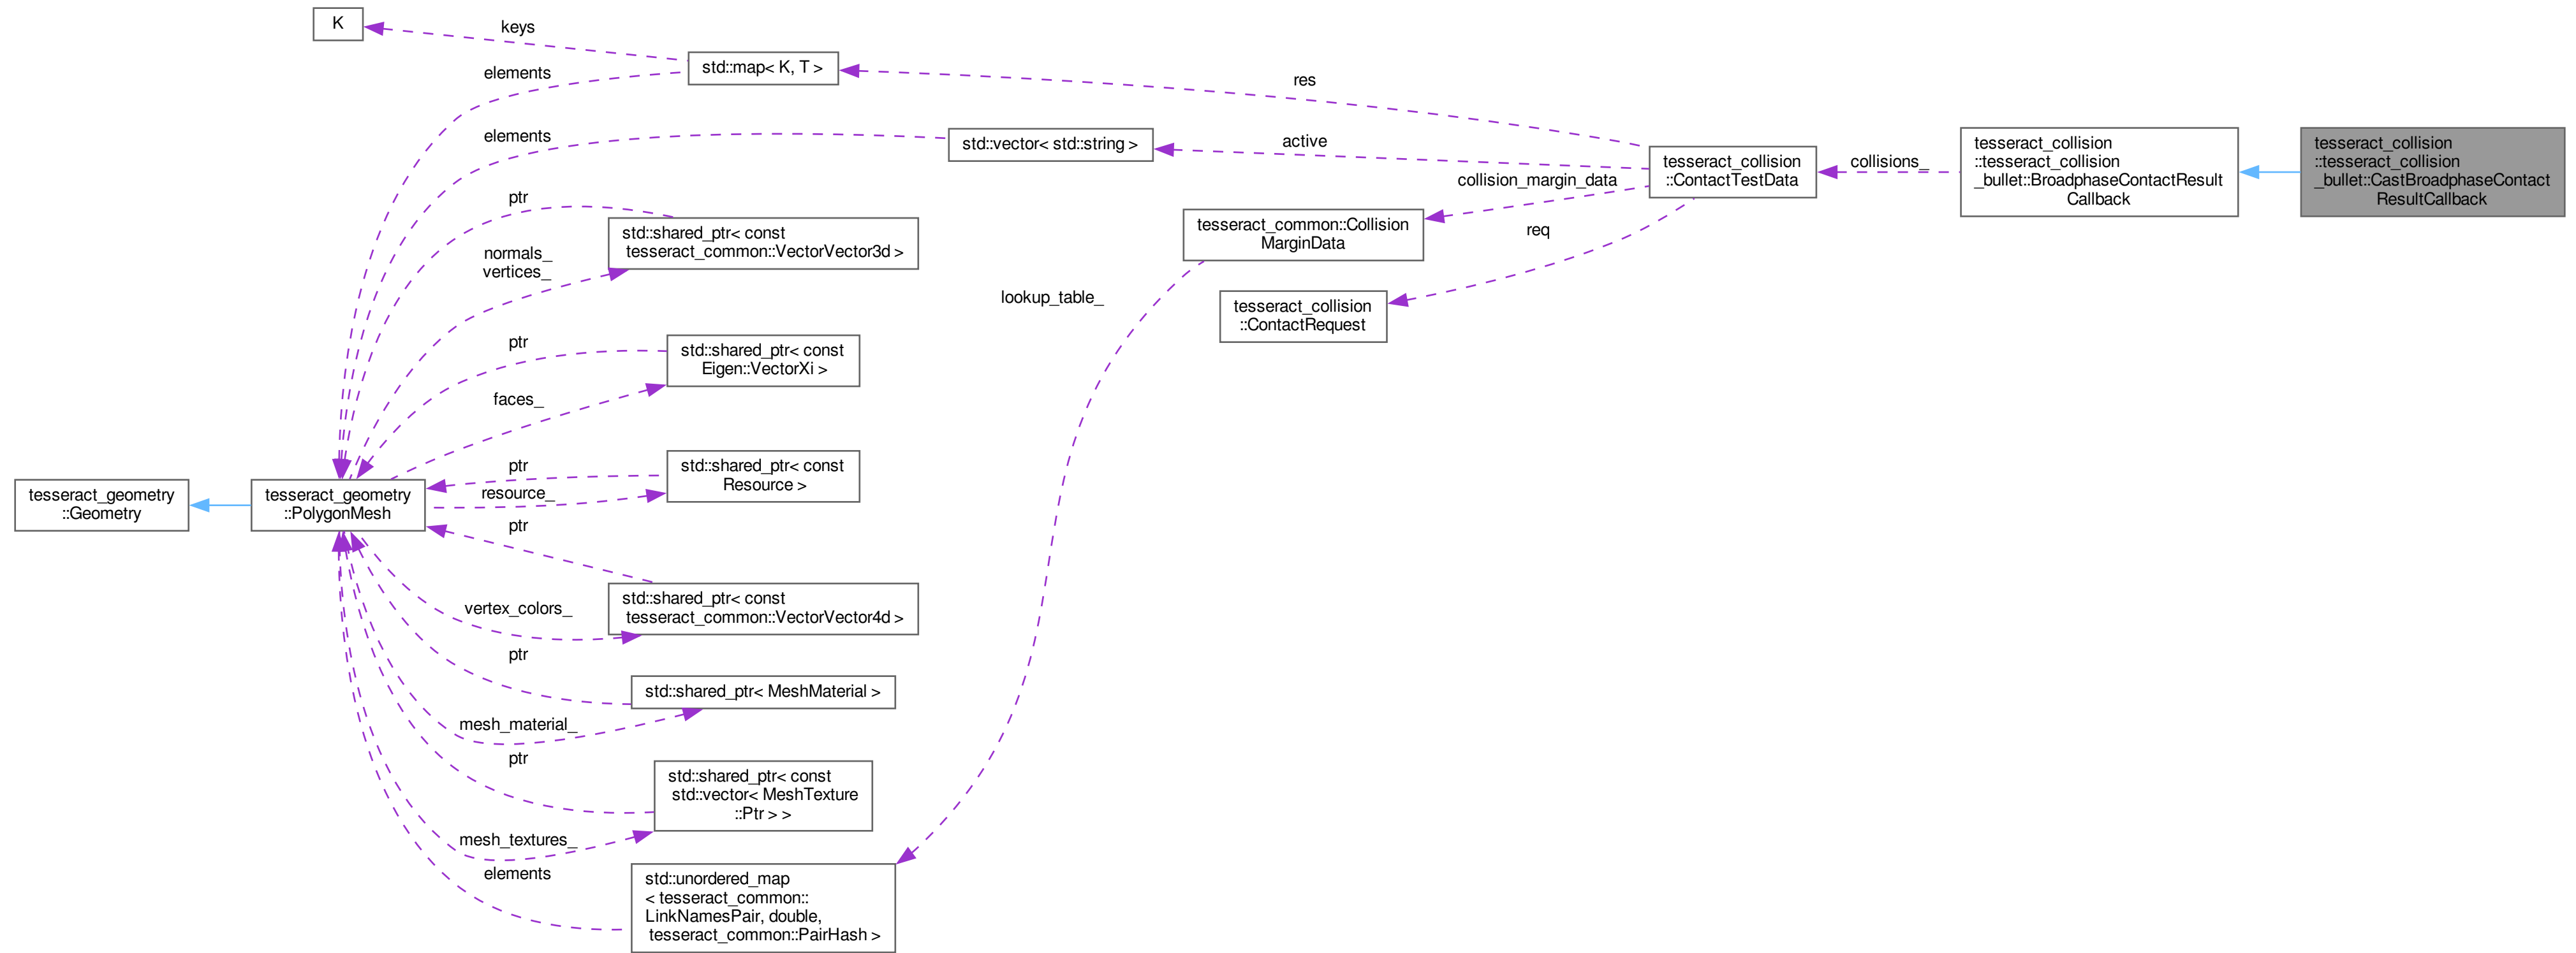 K
keys
std::map< K, T >
elements
res
elements
std::vector< std::string >
active
tesseract_collision
::ContactTestData
collisions_
tesseract_collision
::tesseract_collision
_bullet::BroadphaseContactResult
Callback
tesseract_collision
::tesseract_collision
_bullet::CastBroadphaseContact
ResultCallback
collision_margin_data
ptr
std::shared_ptr< const
tesseract_common::VectorVector3d >
tesseract_common::Collision
MarginData
req
normals_
vertices_
lookup_table_
tesseract_collision
::ContactRequest
ptr
std::shared_ptr< const
Eigen::VectorXi >
faces_
ptr
std::shared_ptr< const
Resource >
resource_
tesseract_geometry
::Geometry
tesseract_geometry
::PolygonMesh
ptr
std::shared_ptr< const
tesseract_common::VectorVector4d >
vertex_colors_
ptr
std::shared_ptr< MeshMaterial >
mesh_material_
ptr
std::shared_ptr< const
std::vector< MeshTexture
::Ptr > >
mesh_textures_
elements
std::unordered_map
< tesseract_common::
LinkNamesPair, double,
tesseract_common::PairHash >